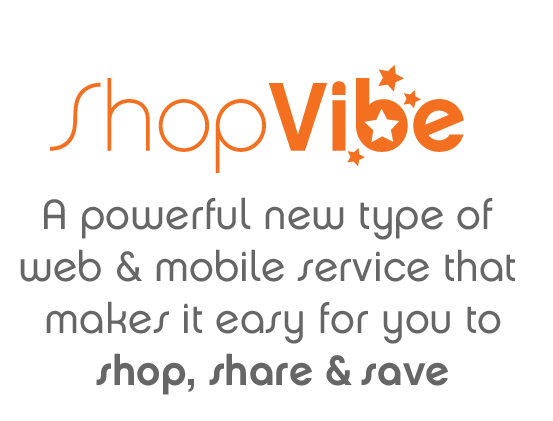 ShopVibe
A powerful new type of
web & mobile service that
makes it easy for you to
shop, share & save